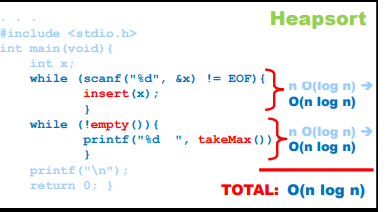 . . .
Heapsort
#include <stdio.h>
int main(void){
int x;
while (scanf("%d", &x) != EOF){
insert(x);
}
n O(log n) →
O(n log n)
while (!empty()){
printf("%d  ", takeMax())
}
n O(log n) →
O(n log n)
printf("\n");
return 0; }
TOTAL: O(n log n)